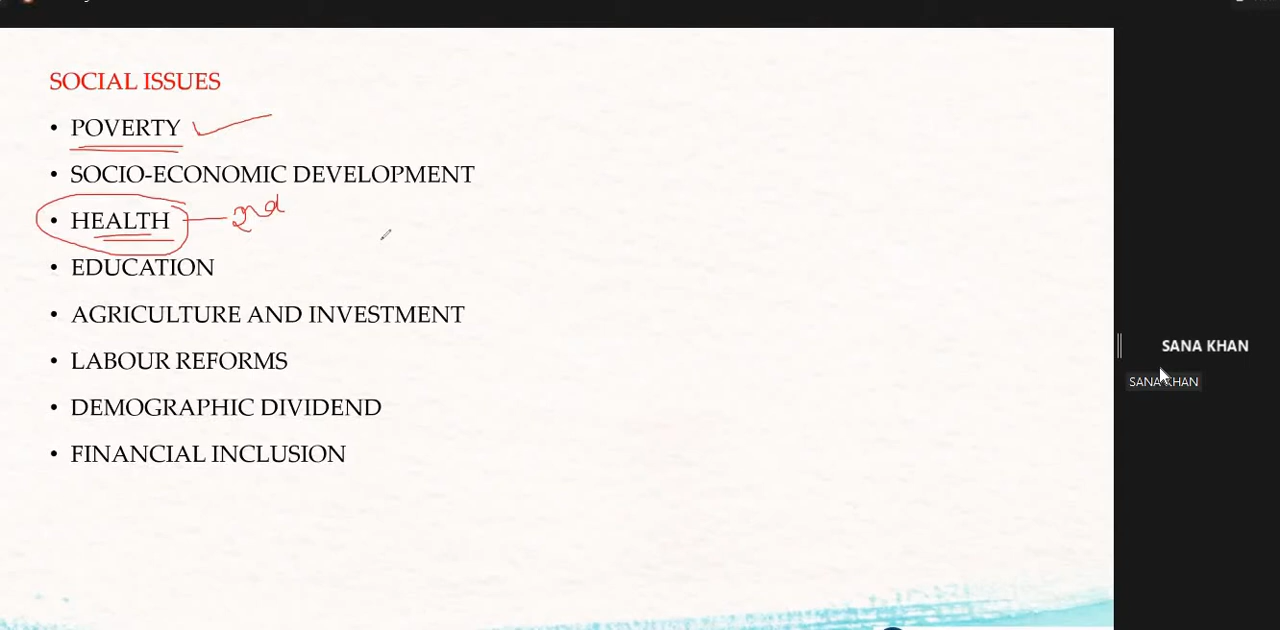 SOCIAL ISSUES
• POVERTY
• SOCIO-ECONOMIC DEVELOPMENT
• HEALTH 2nd
• EDUCATION
• AGRICULTURE AND INVESTMENT
• LABOUR REFORMS
• DEMOGRAPHIC DIVIDEND
• FINANCIAL INCLUSION
SANA KHAN
SANA KHAN